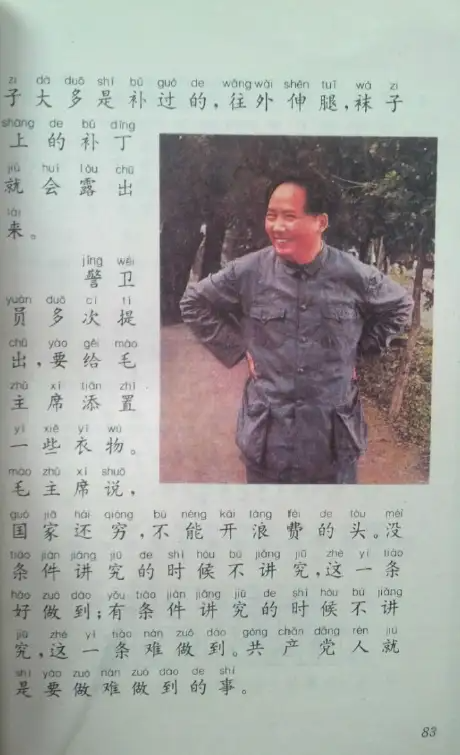 zi dà duō shì bǔ guò de wǎng wài shēn tuǐ wà zi
子大多是补过的，往外伸腿，袜子
shàng de bǔ dīng
上的补丁
jiù huì lòu chū
就会露出
lái
来。
jǐng wèi
警卫
yuán duō cì tí
员多次提
chū yào gěi máo
出，要给毛
zhǔ xí tiān zhì
主席添置
yì xiē yī wù
一些衣物。
máo zhǔ xí shuō
毛主席说，
guó jiā hái qióng bù néng kāi làng fèi de tóu méi
国家还穷，不能开浪费的头。没
tiáo jiàn jiǎng jiū de shí hòu bù jiǎng jiū zhè yì tiáo
条件讲究的时候不讲究，这一条
hǎo zuò dào yǒu tiáo jiàn jiǎng jiū de shí hòu bù jiǎng
好做到；有条件讲究的时候不讲
jiū zhè yì tiáo nán zuò dào gòng chǎn dǎng rén jiù
究，这一条难做到。共产党人就
shì yào zuò nán zuò dào de shì
是要做难做到的事。
83